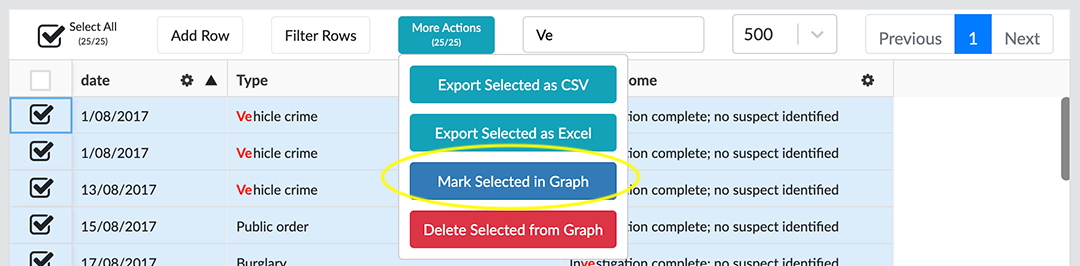 Select All
(25/25)
Add Row
Filter Rows
More Actions
(25/25)
Ve
500
Previous
1
Next
date
Type
ome
Export Selected as CSV
Export Selected as Excel
Mark Selected in Graph
Delete Selected from Graph
1/08/2017
Vehicle crime
tion complete; no suspect identified
1/08/2017
Vehicle crime
tion complete; no suspect identified
13/08/2017
Vehicle crime
tion complete; no suspect identified
15/08/2017
Public order
tion complete; no suspect identified
17/08/2017
Burglary
Investigation complete; no suspect identified